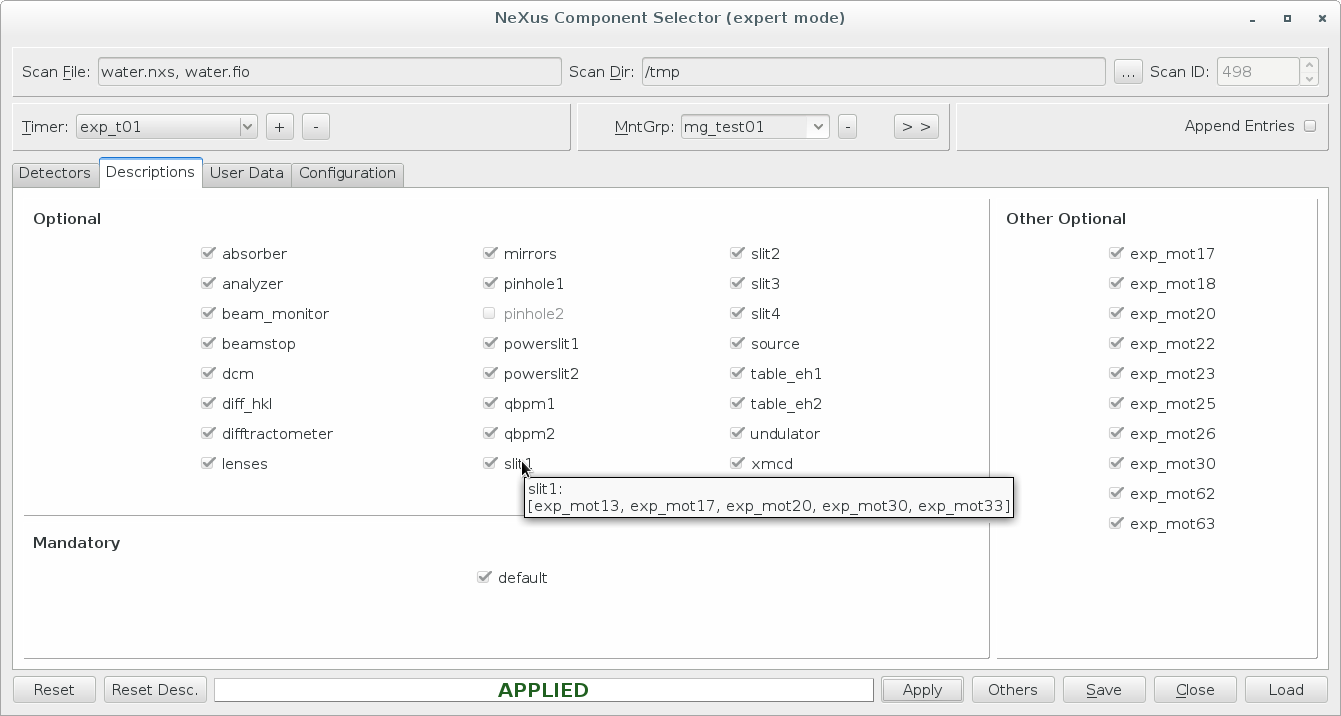 NeXus Component Selector (expert mode)
Scan File: water.nxs, water.fio Scan Dir: /tmp ... Scan ID: 498
Timer: exp_t01 + - MntGrp: mg_test01 - > > Append Entries
Detectors Descriptions User Data Configuration
Optional Other Optional
absorber mirrors slit2 exp_mot17
analyzer pinhole1 slit3 exp_mot18
beam_monitor pinhole2 slit4 exp_mot20
beamstop powerslit1 source exp_mot22
dcm powerslit2 table_eh1 exp_mot23
diff_hkl qbpm1 table_eh2 exp_mot25
difftractometer qbpm2 undulator exp_mot26
lenses slit1 xmcd exp_mot30
slit1:
[exp_mot13, exp_mot17, exp_mot20, exp_mot30, exp_mot33]
exp_mot62
exp_mot63
Mandatory
default
Reset Reset Desc. APPLIED Apply Others Save Close Load